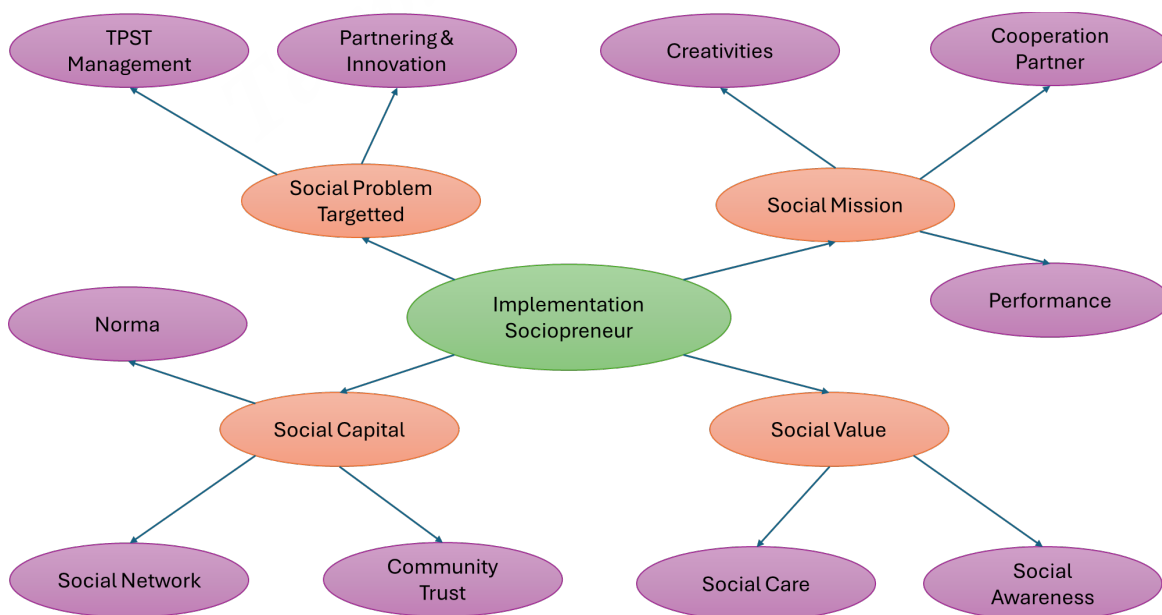 TPST
Management
Partnering &
Innovation
Creativities
Cooperation
Partner
Social Problem
Targetted
Social Mission
Implementation
Sociopreneur
Performance
Norma
Social Capital
Social Value
Social Network
Community
Trust
Social Care
Social
Awareness